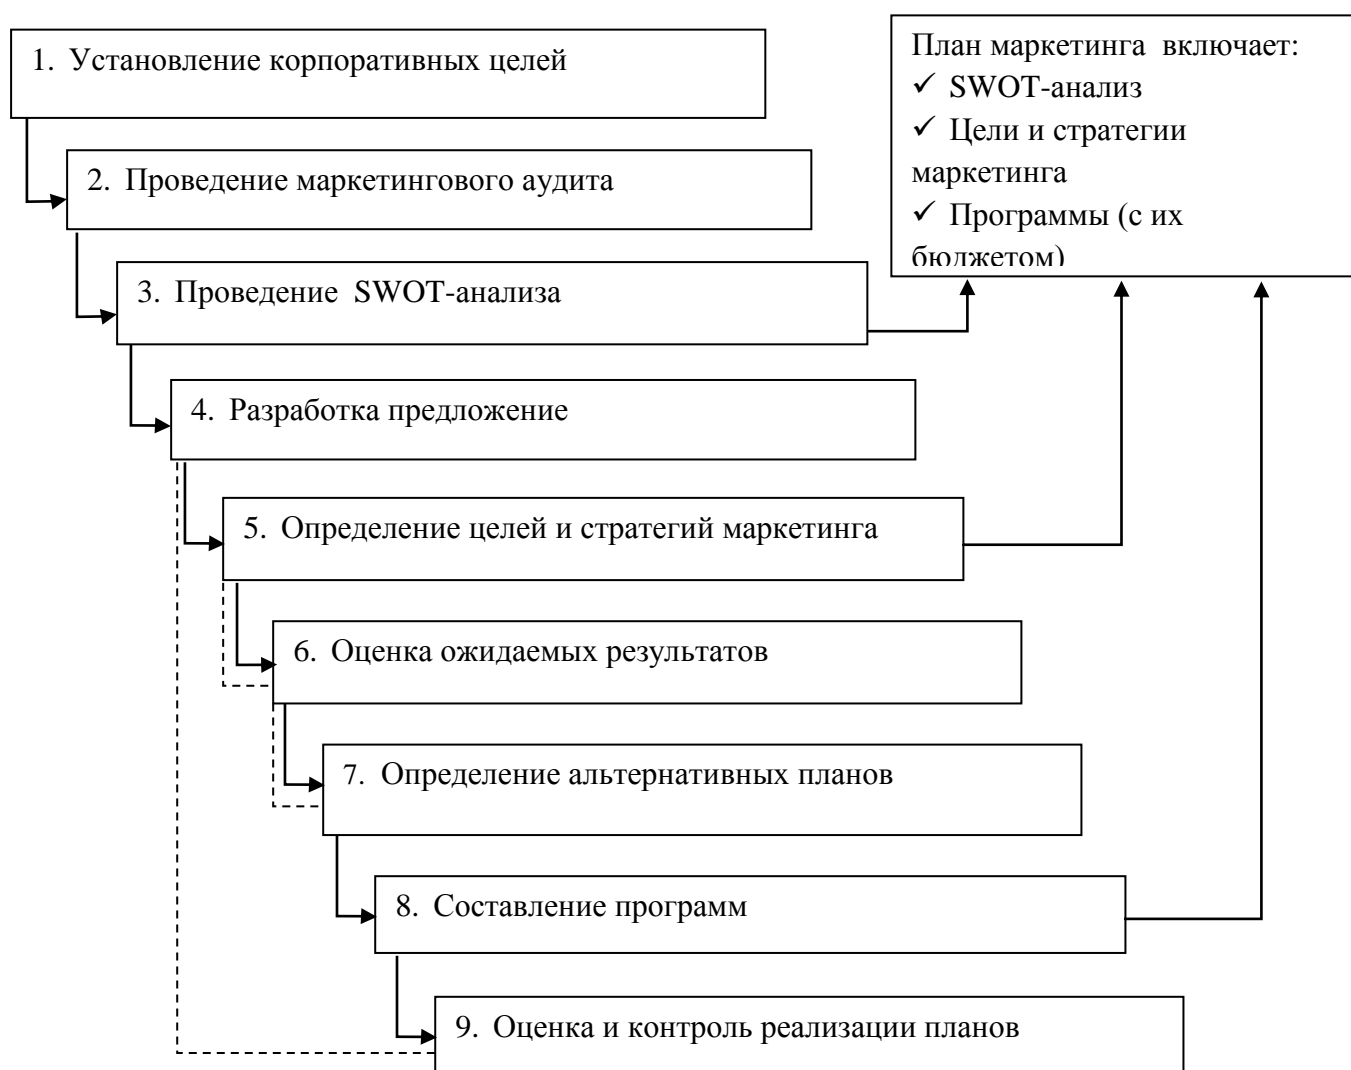 1. Установление корпоративных целей
План маркетинга включает:
✓ SWOT-анализ
✓ Цели и стратегии
маркетинга
✓ Программы (с их
бюджетом)
2. Проведение маркетингового аудита
3. Проведение SWOT-анализа
4. Разработка предложение
5. Определение целей и стратегий маркетинга
6. Оценка ожидаемых результатов
7. Определение альтернативных планов
8. Составление программ
9. Оценка и контроль реализации планов